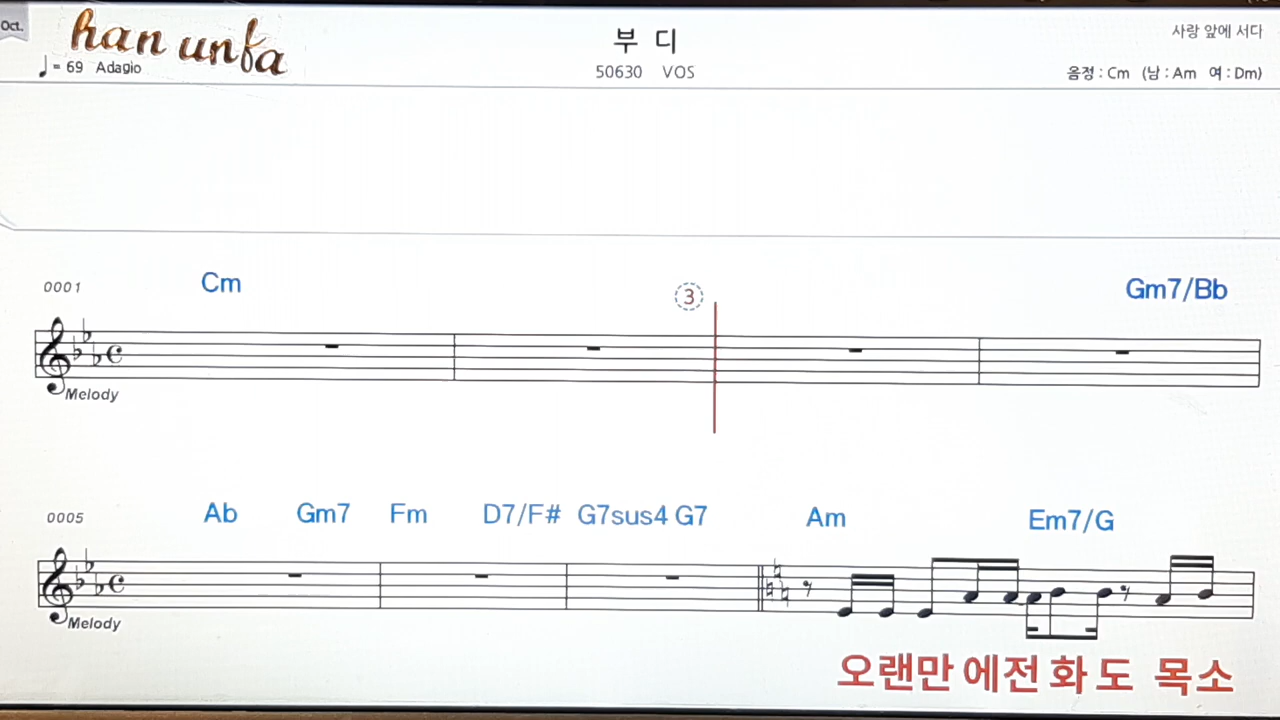 Oct.
han unfa
부 디
사랑 앞에 서다
♩= 69 Adagio
50630 VOS
음정 : Cm (남 : Am 여 : Dm)
0001
Cm
3
Gm7/Bb
Melody
0005
Ab Gm7 Fm D7/F# G7sus4 G7 Am Em7/G
Melody
오랜만 에전 화 도 목소